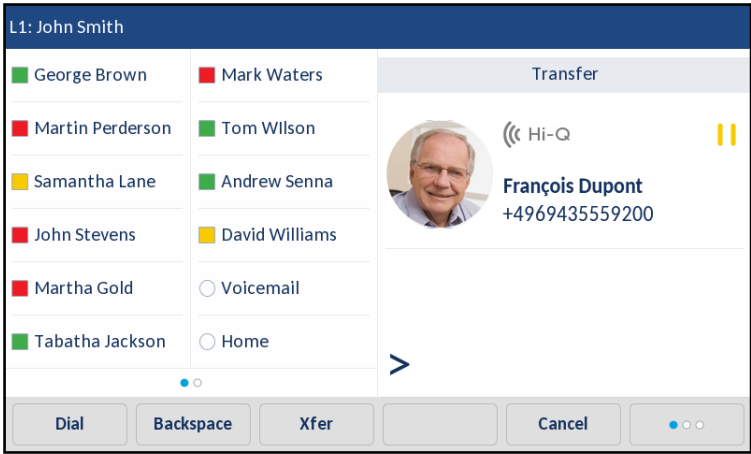 L1: John Smith
George Brown
Martin Perderson
Samantha Lane
John Stevens
Martha Gold
Tabatha Jackson
Mark Waters
Tom WIlson
Andrew Senna
David Williams
Voicemail
Home
Transfer
Hi-Q
François Dupont
+4969435559200
>
Dial
Backspace
Xfer
Cancel